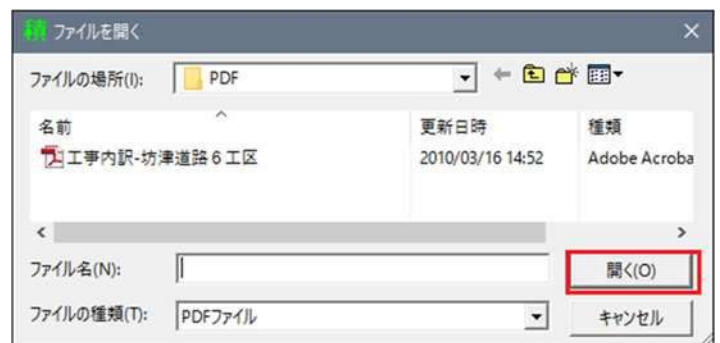 積 ファイルを開く
ファイルの場所(I): PDF
名前 更新日時 種類
工事内訳-坊津道路6工区 2010/03/16 14:52 Adobe Acroba
ファイル名(N): 開く(O)
ファイルの種類(T): PDFファイル キャンセル